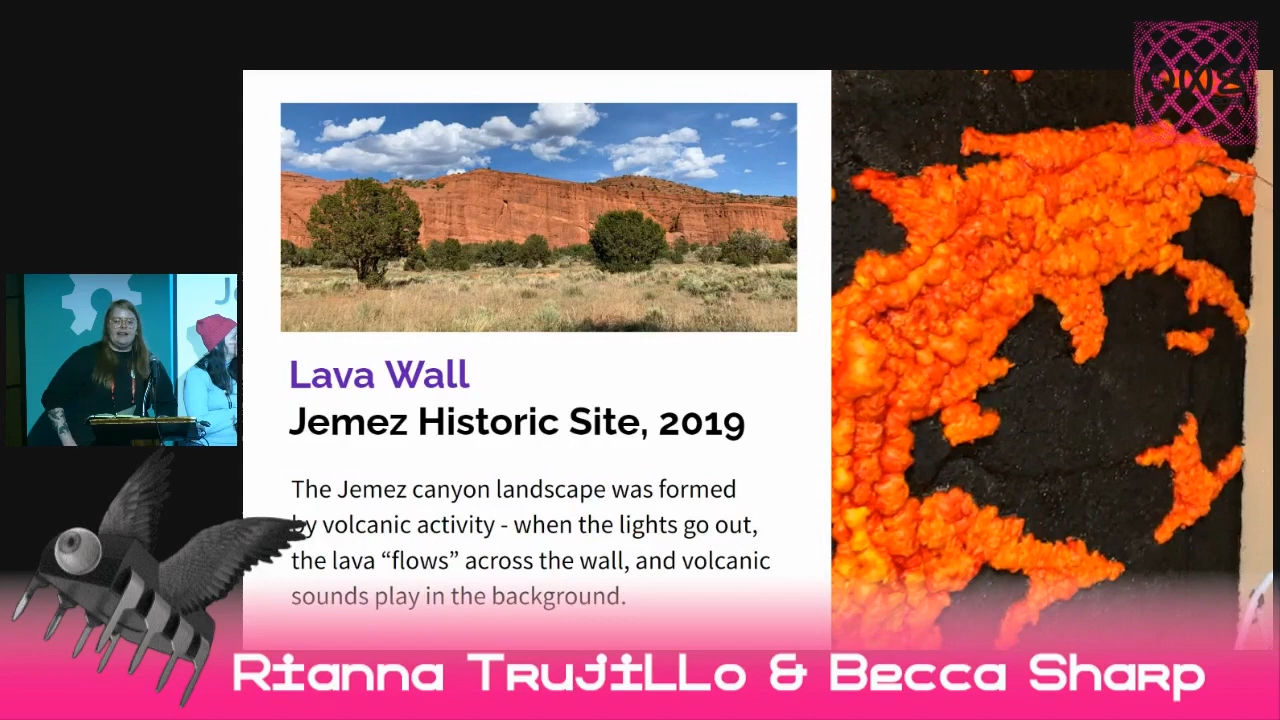 Lava Wall
Jemez Historic Site, 2019
The Jemez canyon landscape was formed
by volcanic activity - when the lights go out,
the lava “flows” across the wall, and volcanic
sounds play in the background.
Rianna Trujillo & Becca Sharp